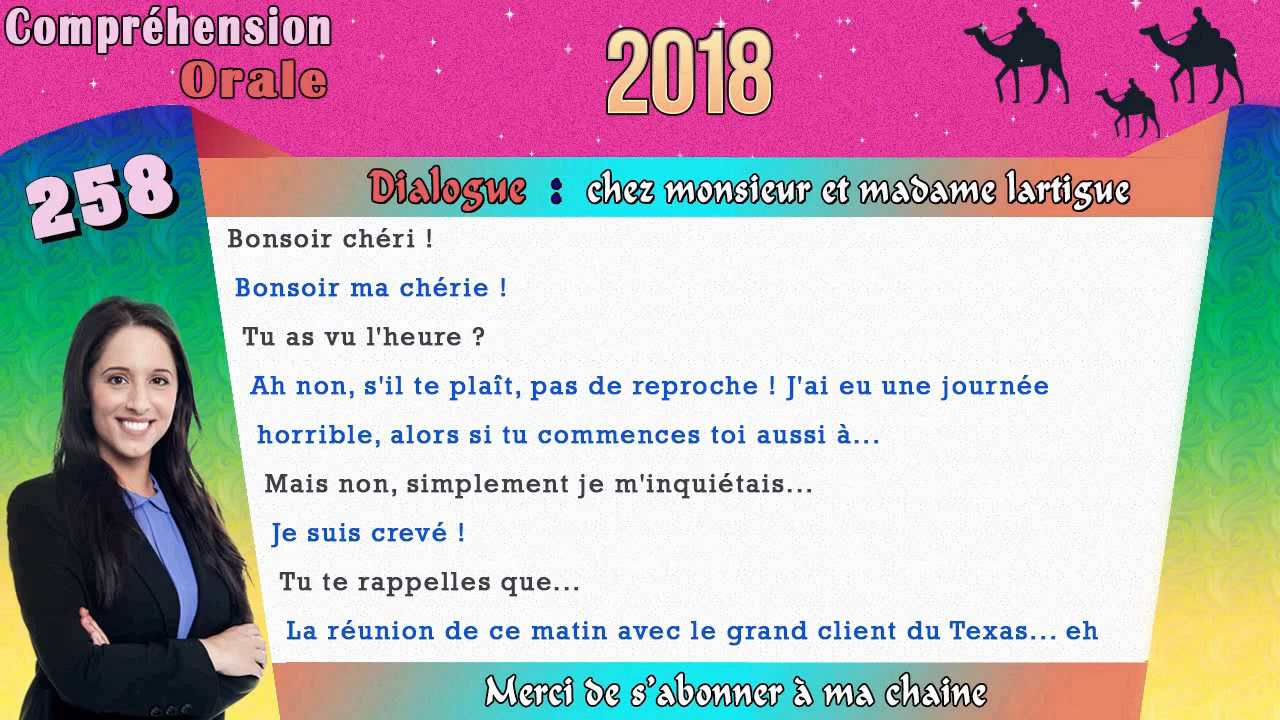 Compréhension
Orale
2018
258
Dialogue : chez monsieur et madame lartigue
Bonsoir chéri !
Bonsoir ma chérie !
Tu as vu l'heure ?
Ah non, s'il te plaît, pas de reproche ! J'ai eu une journée
horrible, alors si tu commences toi aussi à...
Mais non, simplement je m'inquiétais...
Je suis crevé !
Tu te rappelles que...
La réunion de ce matin avec le grand client du Texas... eh
Merci de s'abonner à ma chaine